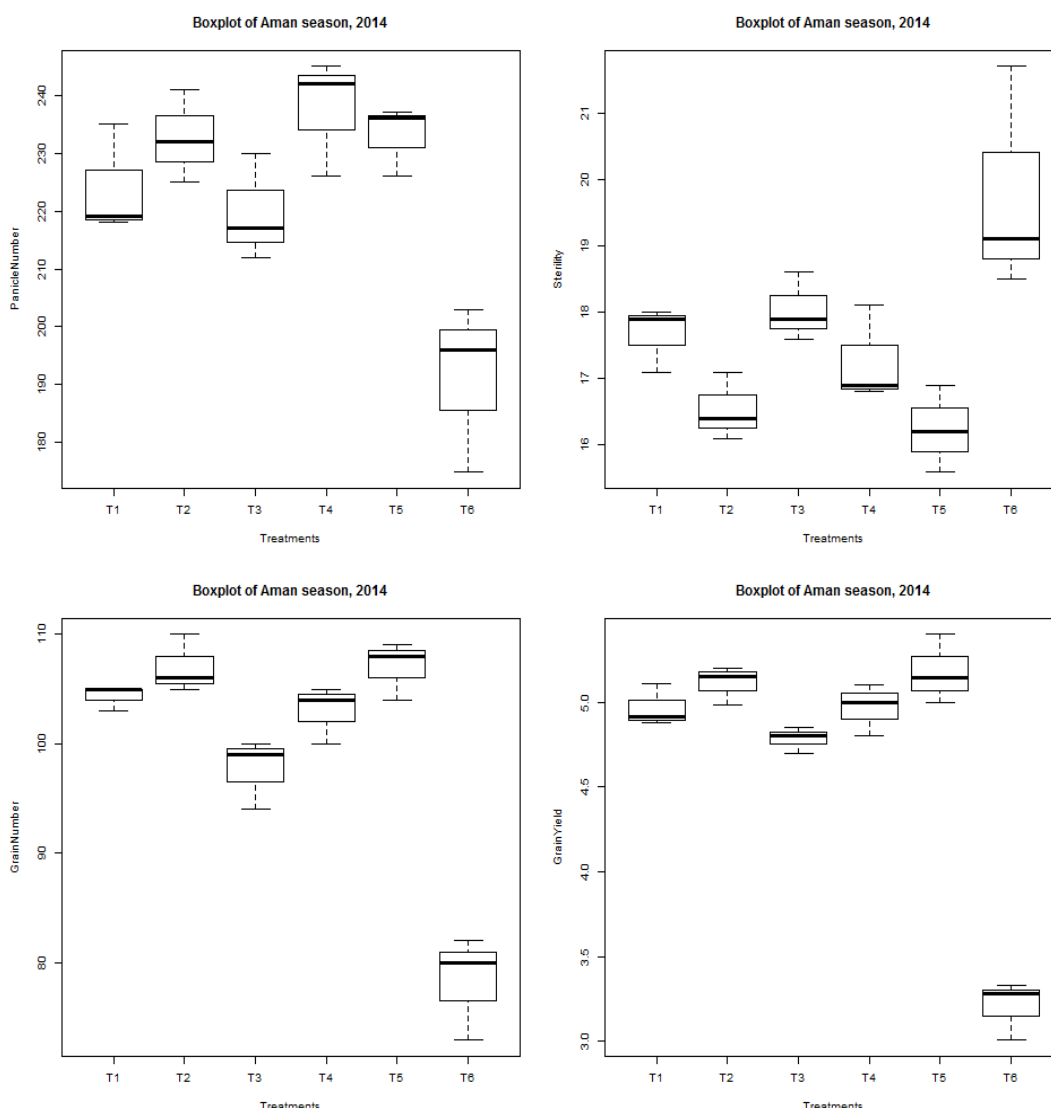 Boxplot of Aman season, 2014
PanicleNumber
240
230
220
210
200
190
180
T1 T2 T3 T4 T5 T6
Treatments
Boxplot of Aman season, 2014
Sterility
21
20
19
18
17
16
T1 T2 T3 T4 T5 T6
Treatments
Boxplot of Aman season, 2014
GrainNumber
110
100
90
80
T1 T2 T3 T4 T5 T6
Treatments
Boxplot of Aman season, 2014
GrainYield
5.0
4.5
4.0
3.5
3.0
T1 T2 T3 T4 T5 T6
Treatments